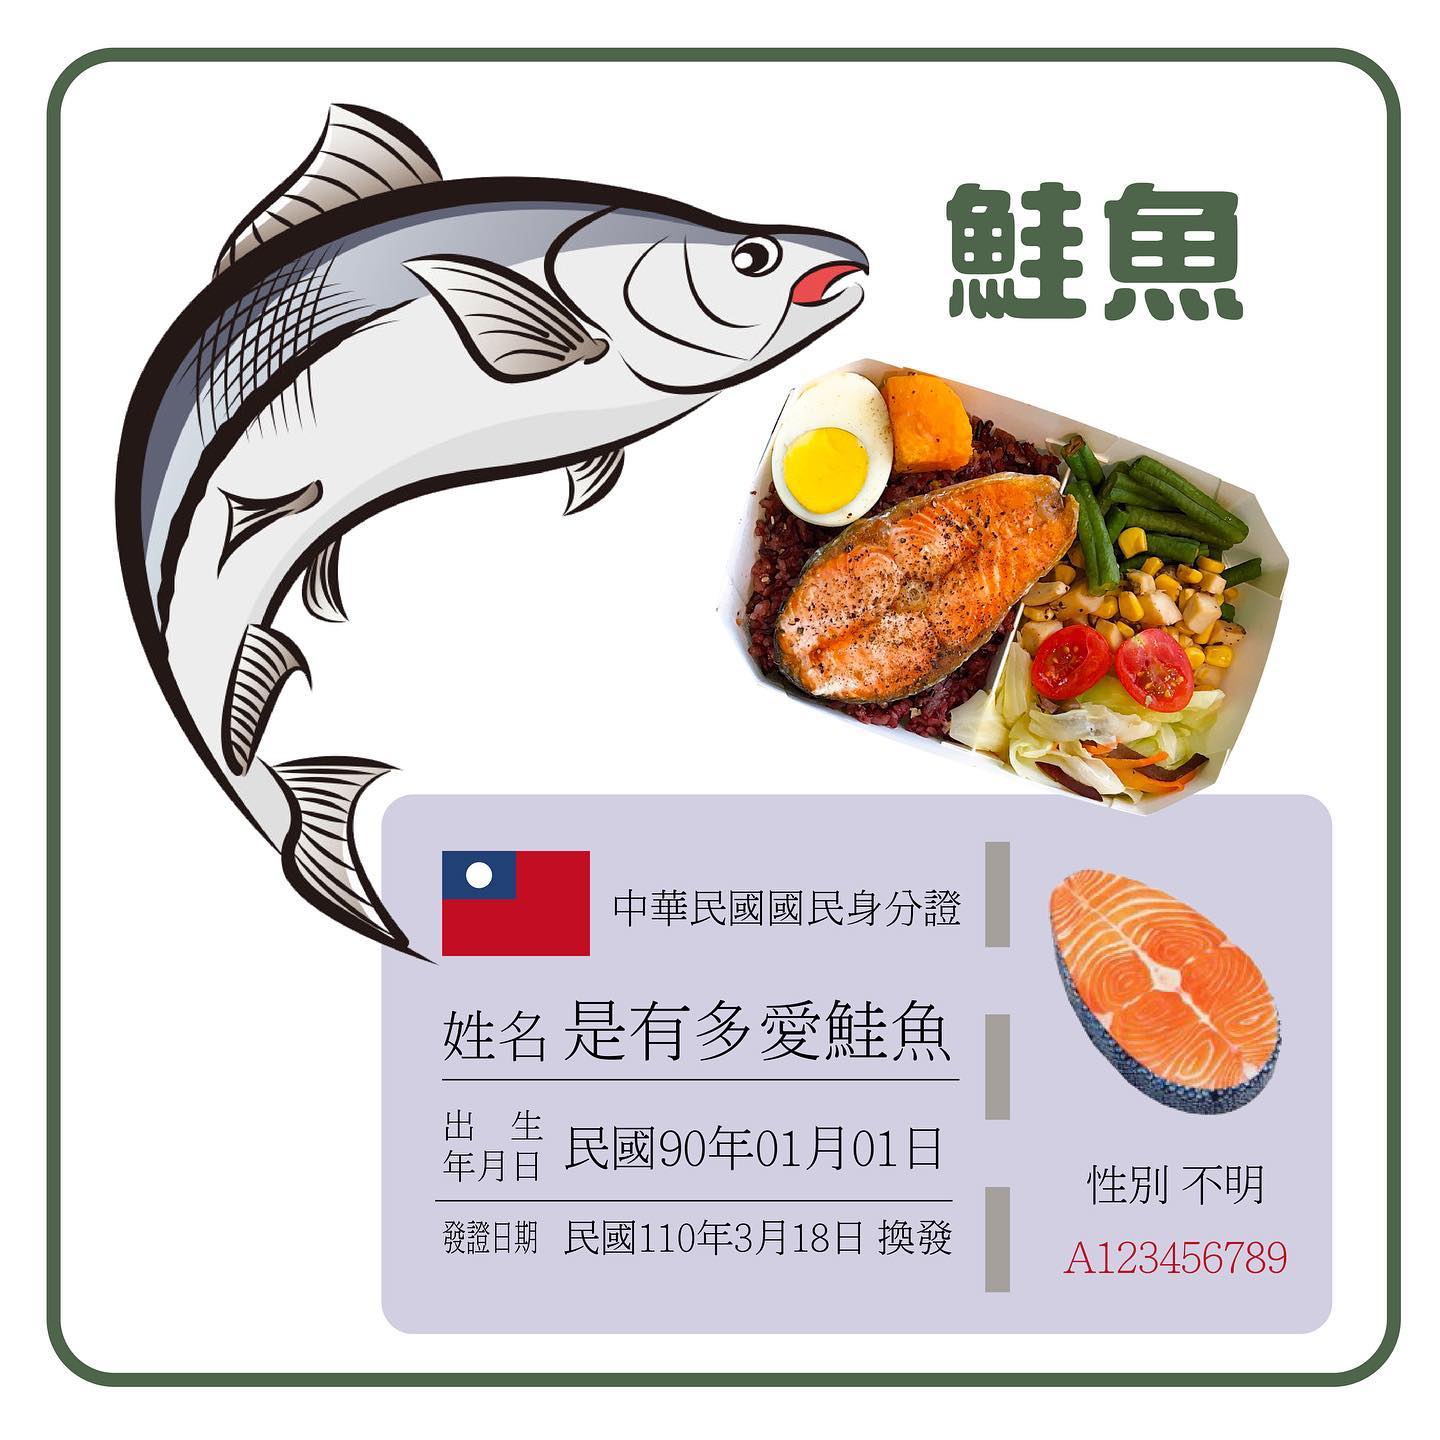 鮭魚
中華民國國民身分證
姓名 是有多愛鮭魚
出生
年月日 民國90年01月01日
發證日期 民國110年3月18日 換發
性別 不明
A123456789